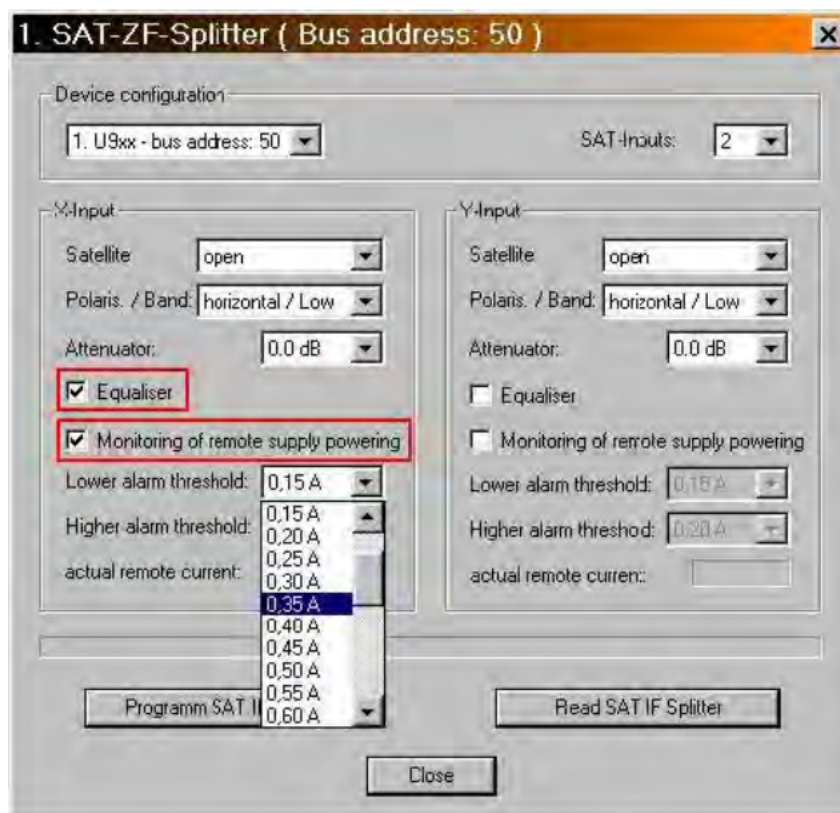 1. SAT-ZF-Splitter ( Bus address: 50 )
Device configuration
1. U9xx - bus address: 50
SAT-Inputs: 2
X-Input
Satellite open
Polaris. / Band: horizontal / Low
Attenuator: 0.0 dB
Equaliser
Monitoring of remote supply powering
Lower alarm threshold: 0,15 A
Higher alarm threshold:
actual remote current:
0,15 A
0,20 A
0,25 A
0,30 A
0,35 A
0,40 A
0,45 A
0,50 A
0,55 A
0,60 A
Y-Input
Satellite open
Polaris. / Band: horizontal / Low
Attenuator: 0.0 dB
Equaliser
Monitoring of remote supply powering
Lower alarm threshold: 0,15 A
Higher alarm threshod: 0,20 A
actual remote curren:
Programm SAT
Read SAT IF Splitter
Close